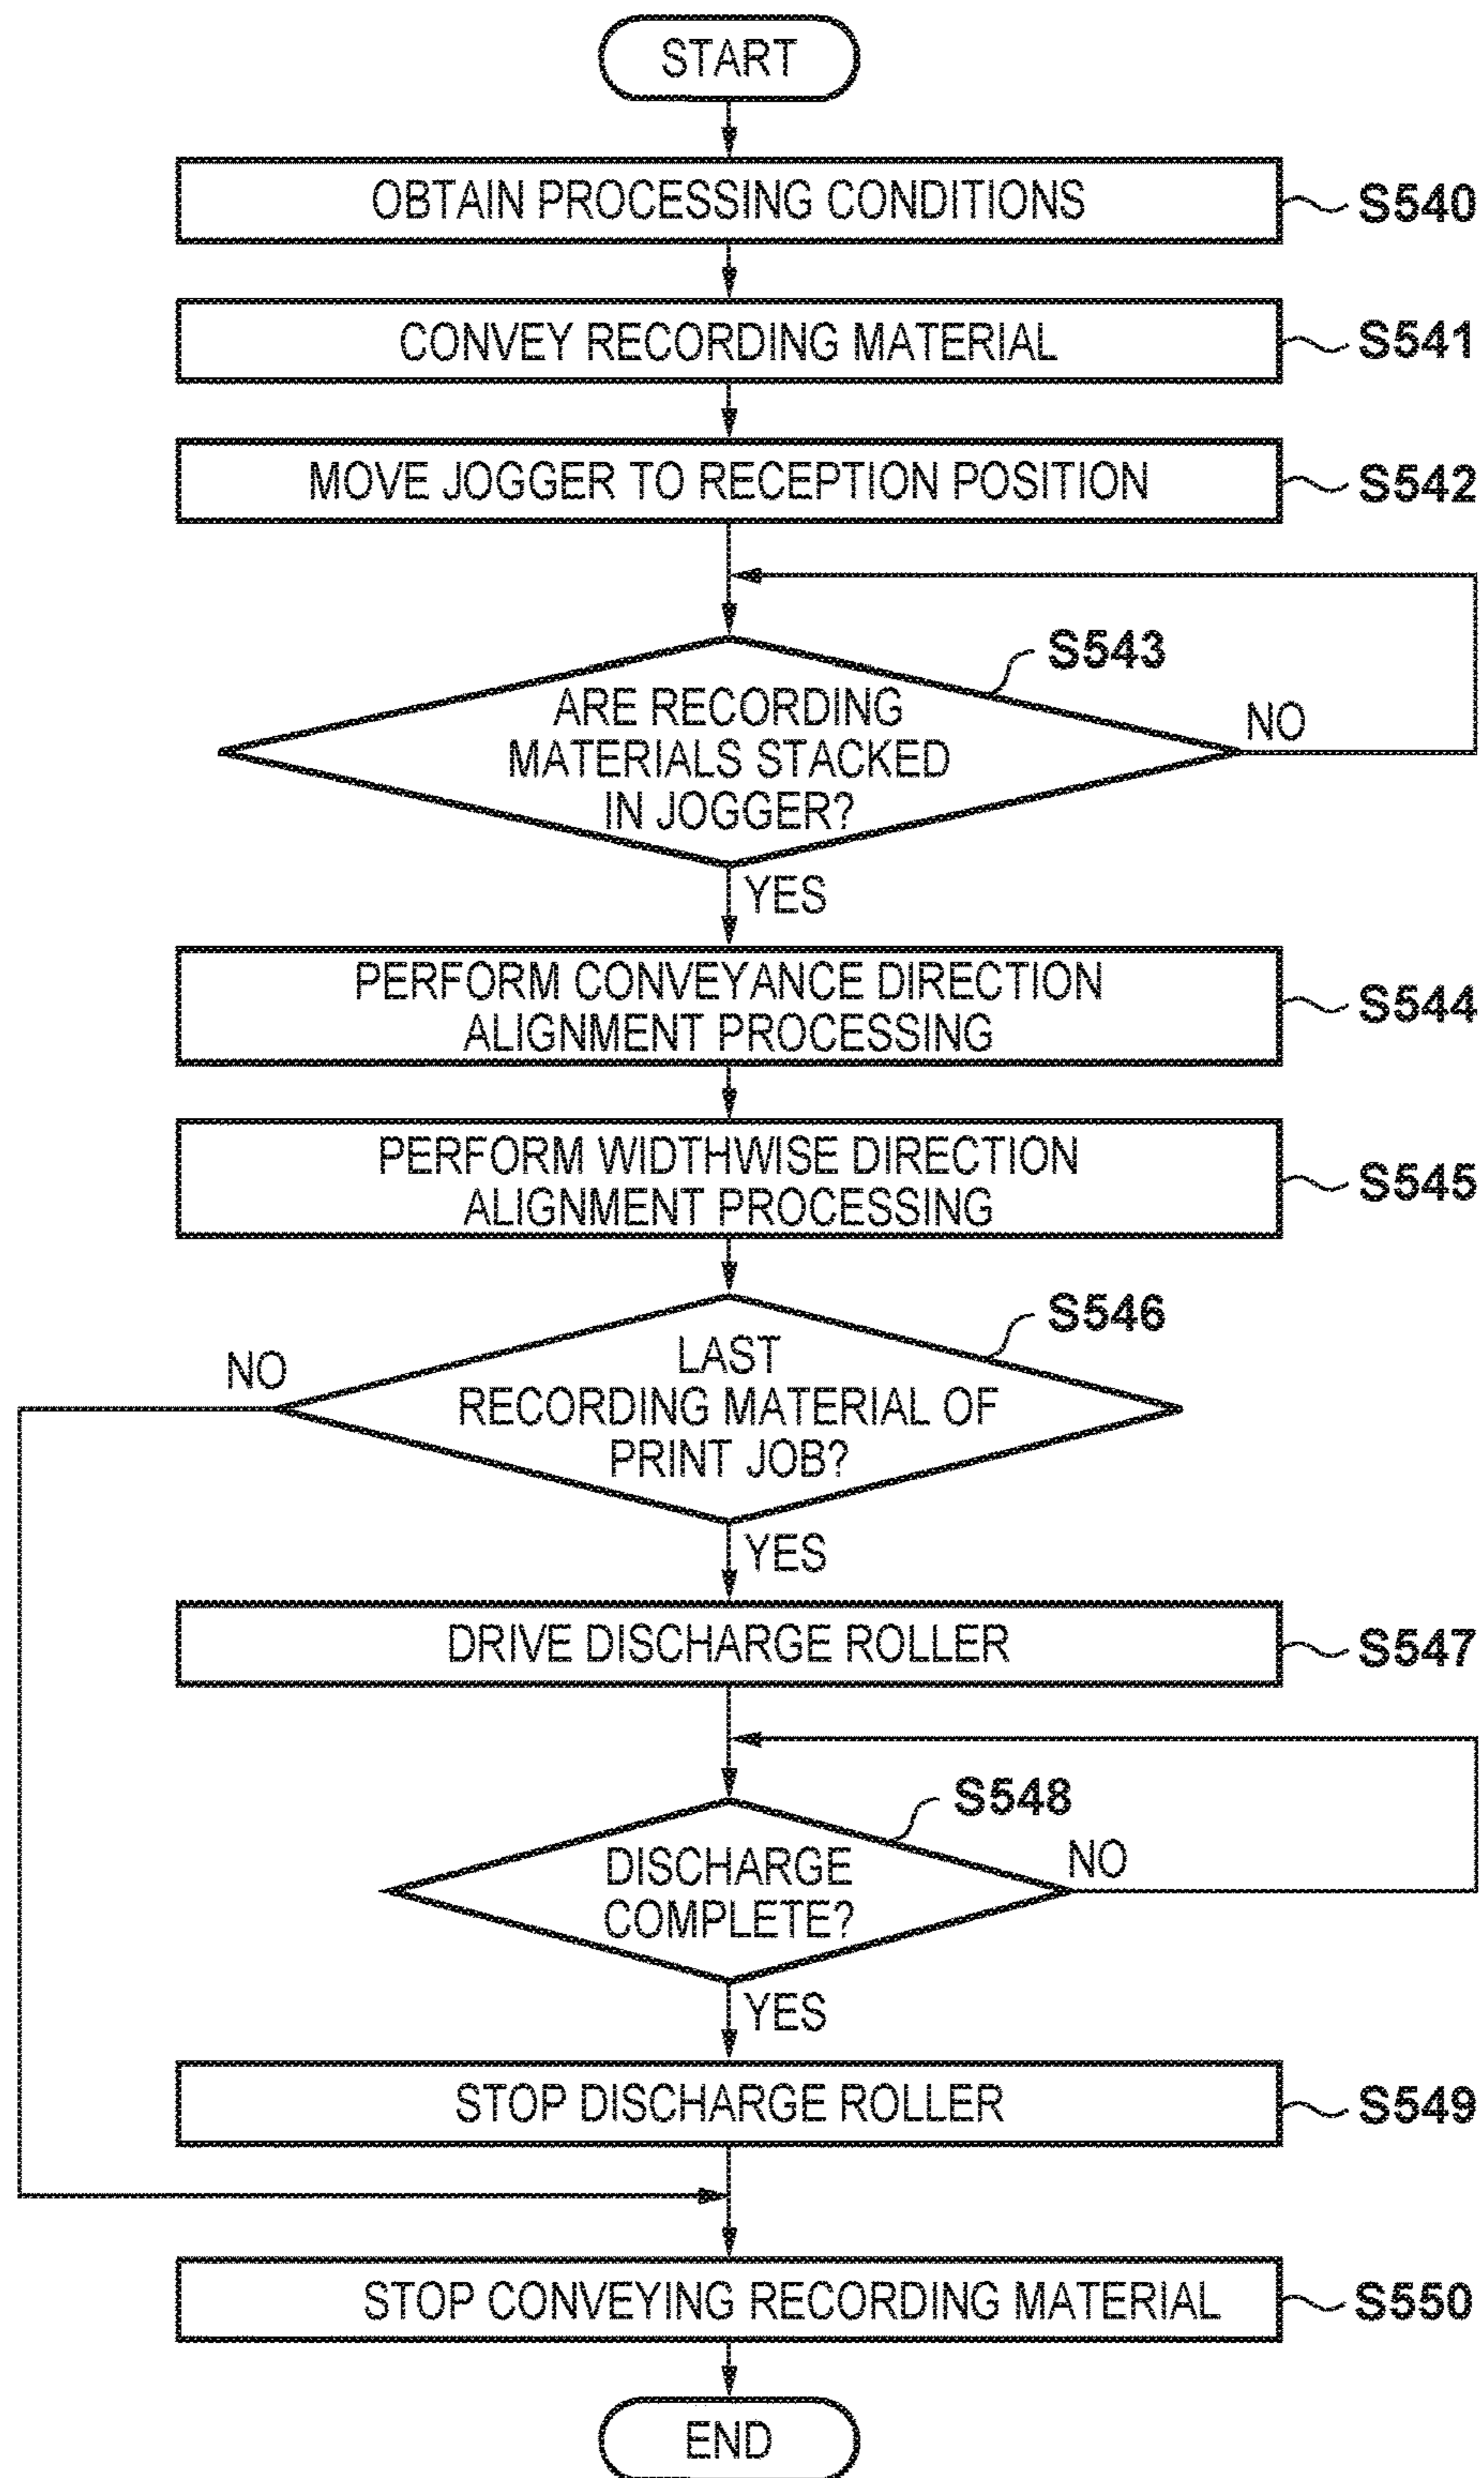 START
OBTAIN PROCESSING CONDITIONS
S540
CONVEY RECORDING MATERIAL
S541
MOVE JOGGER TO RECEPTION POSITION
S542
S543
ARE RECORDING
MATERIALS STACKED
IN JOGGER?
NO
YES
PERFORM CONVEYANCE DIRECTION
ALIGNMENT PROCESSING
S544
PERFORM WIDTHWISE DIRECTION
ALIGNMENT PROCESSING
S545
S546
NO
LAST
RECORDING MATERIAL OF
PRINT JOB?
YES
DRIVE DISCHARGE ROLLER
S547
S548
DISCHARGE
COMPLETE?
NO
YES
STOP DISCHARGE ROLLER
S549
STOP CONVEYING RECORDING MATERIAL
S550
END